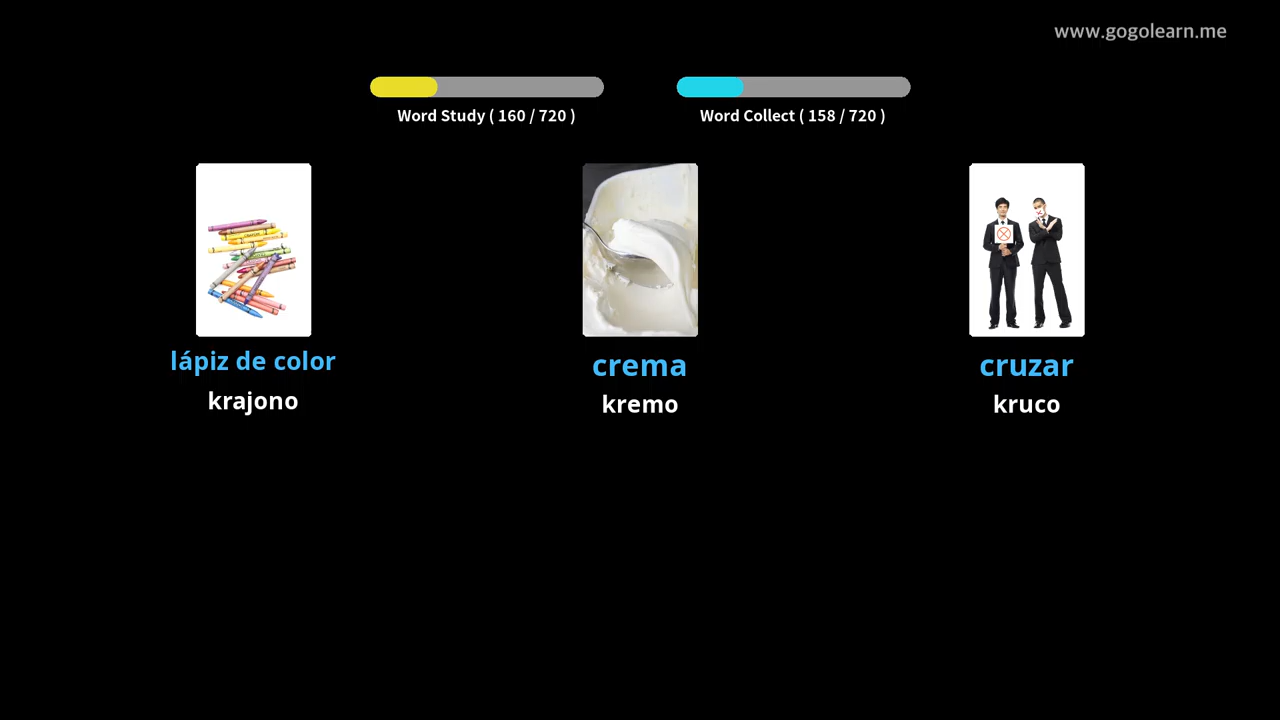 www.gogolearn.me
Word Study ( 160 / 720 )
Word Collect ( 158 / 720 )
lápiz de color
krajono
crema
kremo
cruzar
kruco